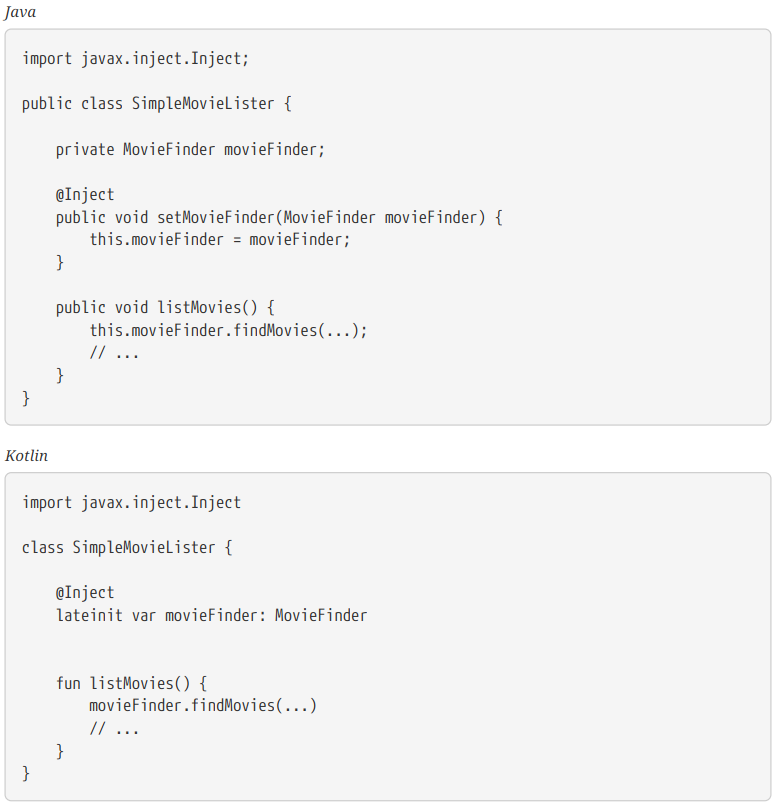 Java
import javax.inject.Inject;
public class SimpleMovieLister {
    private MovieFinder movieFinder;
    @Inject
    public void setMovieFinder(MovieFinder movieFinder) {
        this.movieFinder = movieFinder;
    }
    public void listMovies() {
        this.movieFinder.findMovies(...);
        // ...
    }
}
Kotlin
import javax.inject.Inject
class SimpleMovieLister {
    @Inject
    lateinit var movieFinder: MovieFinder
    fun listMovies() {
        movieFinder.findMovies(...)
        // ...
    }
}